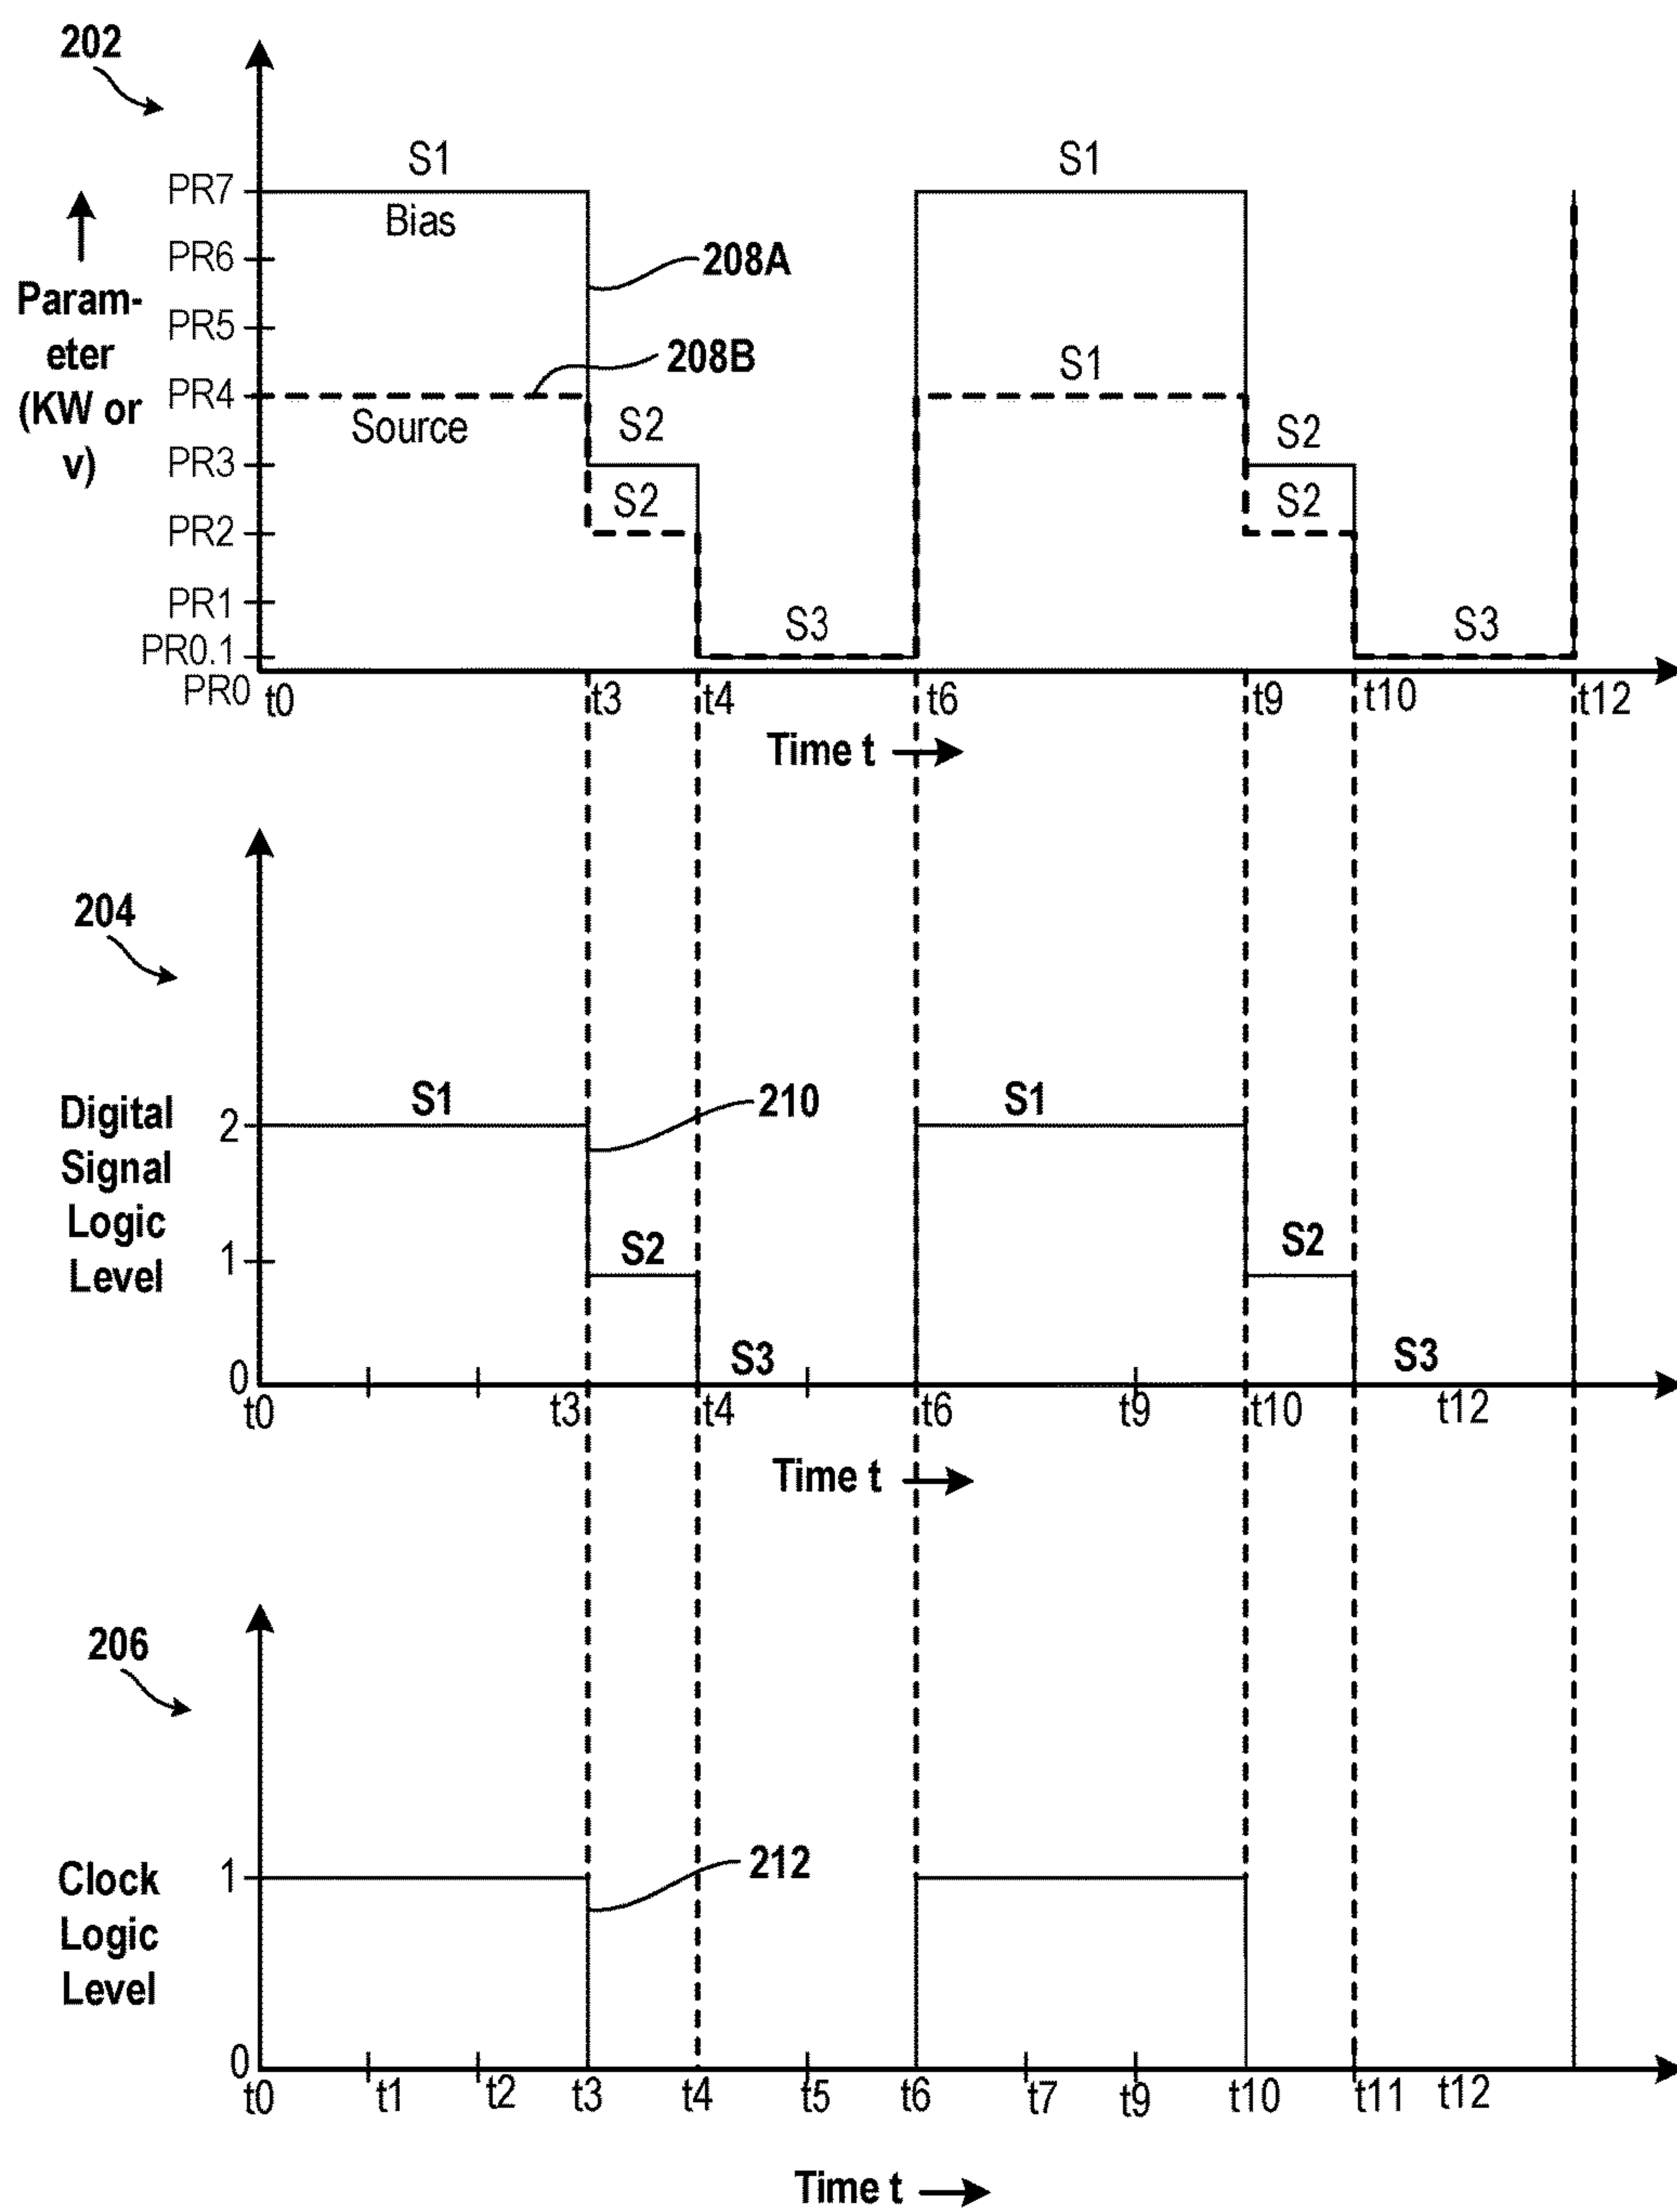 202
S1
S1
PR7
Bias
PR6
208A
Param-
eter
(KW or
v)
PR5
208B
S1
PR4
Source
S2
S2
PR3
S2
S2
PR2
PR1
S3
S3
PR0.1
PR0
t0
t3
t4
t6
t9
t10
t12
Time t
204
Digital
Signal
Logic
Level
S1
210
S1
2
S2
S2
1
S3
S3
0
t0
t3
t4
t6
t9
t10
t12
Time t
206
Clock
Logic
Level
212
1
0
t0
t1
t2
t3
t4
t5
t6
t7
t9
t10
t11
t12
Time t